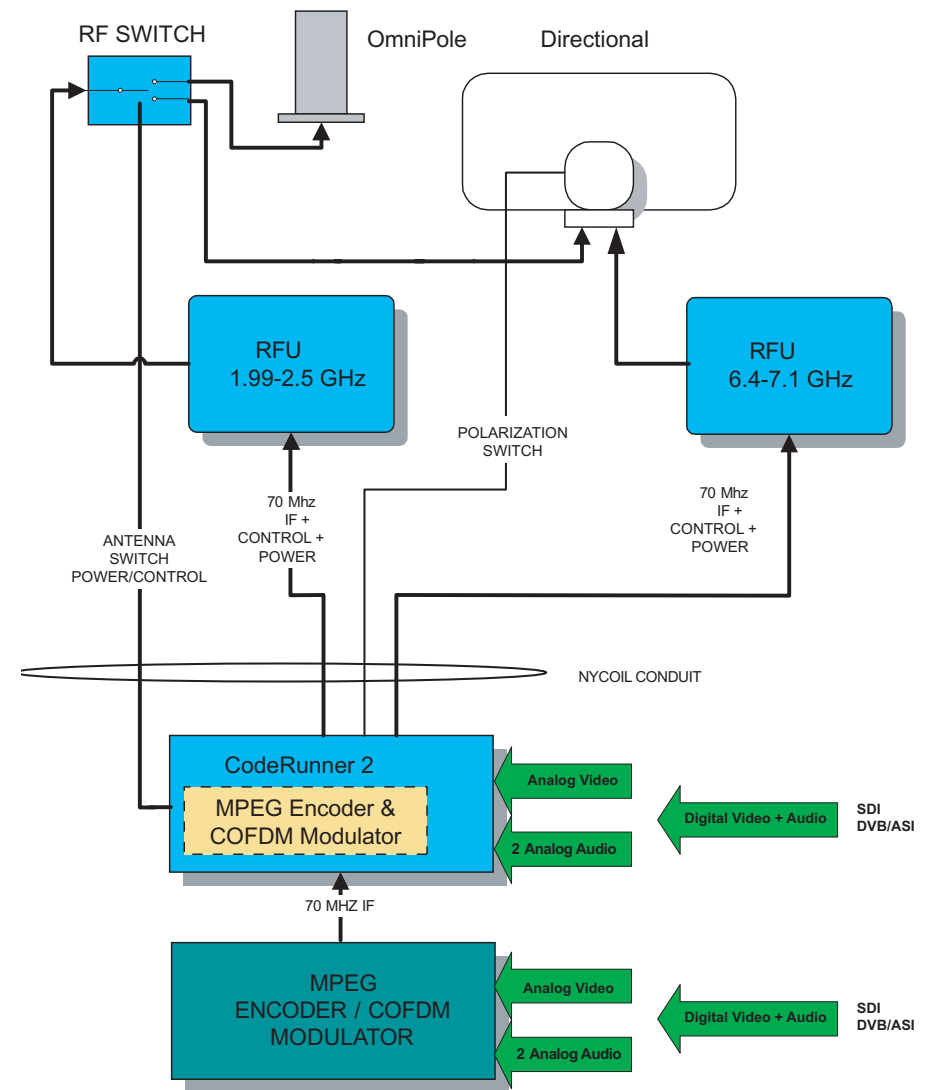 RF SWITCH
OmniPole
Directional
RFU
1.99-2.5 GHz
RFU
6.4-7.1 GHz
POLARIZATION
SWITCH
70 Mhz
IF +
CONTROL +
POWER
70 Mhz
IF +
CONTROL +
POWER
ANTENNA
SWITCH
POWER/CONTROL
NYCOIL CONDUIT
CodeRunner 2
MPEG Encoder &
COFDM Modulator
Analog Video
2 Analog Audio
Digital Video + Audio
SDI
DVB/ASI
70 MHZ IF
MPEG
ENCODER / COFDM
MODULATOR
Analog Video
2 Analog Audio
Digital Video + Audio
SDI
DVB/ASI